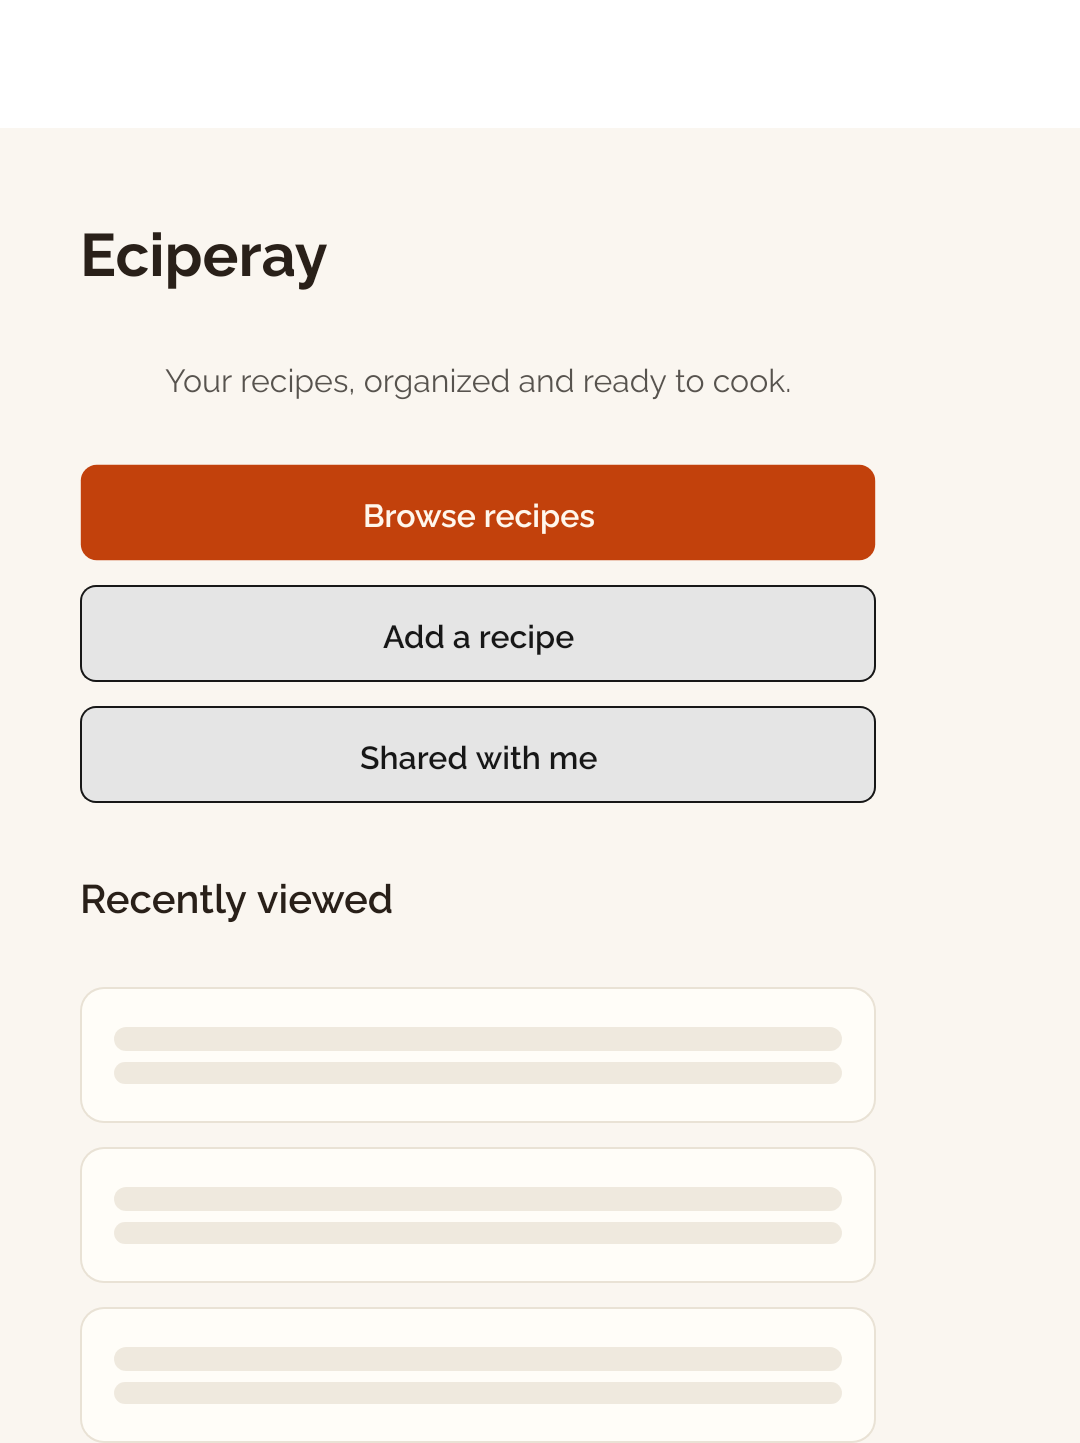 Eciperay
Your recipes, organized and ready to cook.
Browse recipes
Add a recipe
Shared with me
Recently viewed